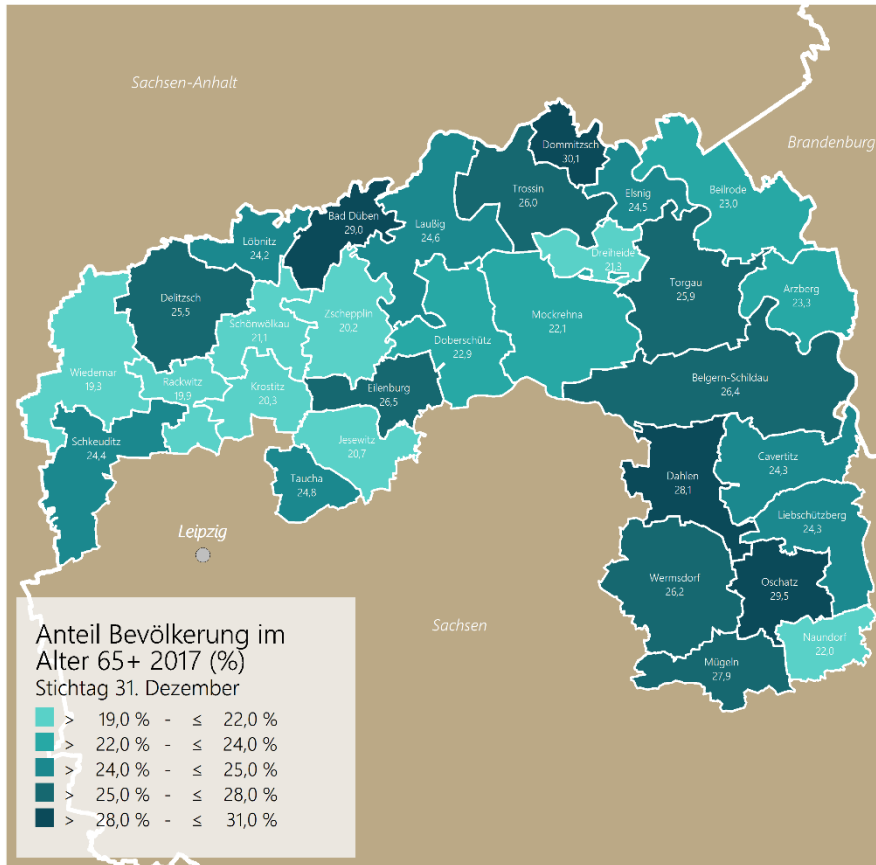 Sachsen-Anhalt
Brandenburg
Dommitzsch
30,1
Trossin
26,0
Elsnig
24,5
Beilrode
23,0
Bad Düben
29,0
Laußig
24,6
Löbnitz
24,2
Dreiheide
21,3
Torgau
25,9
Arzberg
23,3
Delitzsch
25,5
Zschepplin
20,2
Schönwölkau
21,1
Mockrehna
22,1
Doberschütz
22,9
Wiedemar
19,3
Rackwitz
19,9
Krostitz
20,3
Eilenburg
26,5
Belgern-Schildau
26,4
Schkeuditz
24,4
Jesewitz
20,7
Taucha
24,8
Dahlen
28,1
Cavertitz
24,3
Liebschützberg
24,3
Leipzig
Wermsdorf
26,2
Oschatz
29,5
Sachsen
Naundorf
22,0
Mügeln
27,9
Anteil Bevölkerung im
Alter 65+ 2017 (%)
Stichtag 31. Dezember
> 19,0 % - ≤ 22,0 %
> 22,0 % - ≤ 24,0 %
> 24,0 % - ≤ 25,0 %
> 25,0 % - ≤ 28,0 %
> 28,0 % - ≤ 31,0 %